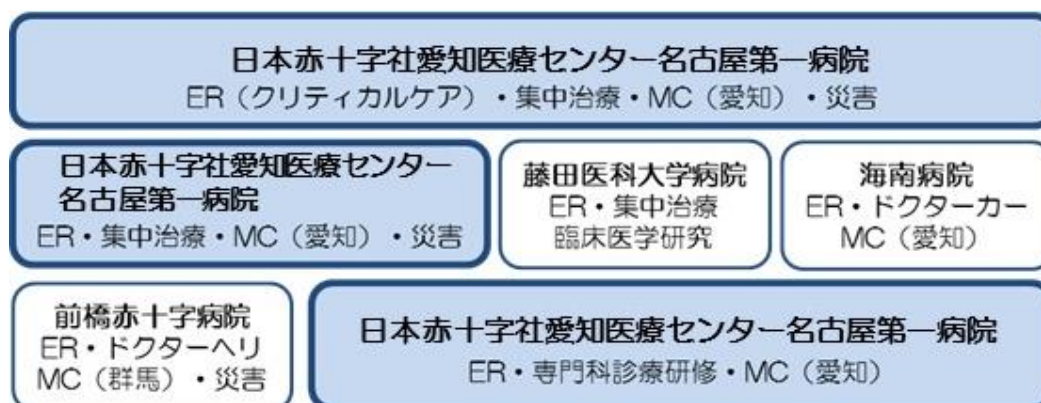 日本赤十字社愛知医療センター名古屋第一病院
ER（クリティカルケア）・集中治療・MC（愛知）・災害
日本赤十字社愛知医療センター
名古屋第一病院
ER・集中治療・MC（愛知）・災害
藤田医科大学病院
ER・集中治療
臨床医学研究
海南病院
ER・ドクターカー
MC（愛知）
前橋赤十字病院
ER・ドクターヘリ
MC（群馬）・災害
日本赤十字社愛知医療センター名古屋第一病院
ER・専門科診療研修・MC（愛知）